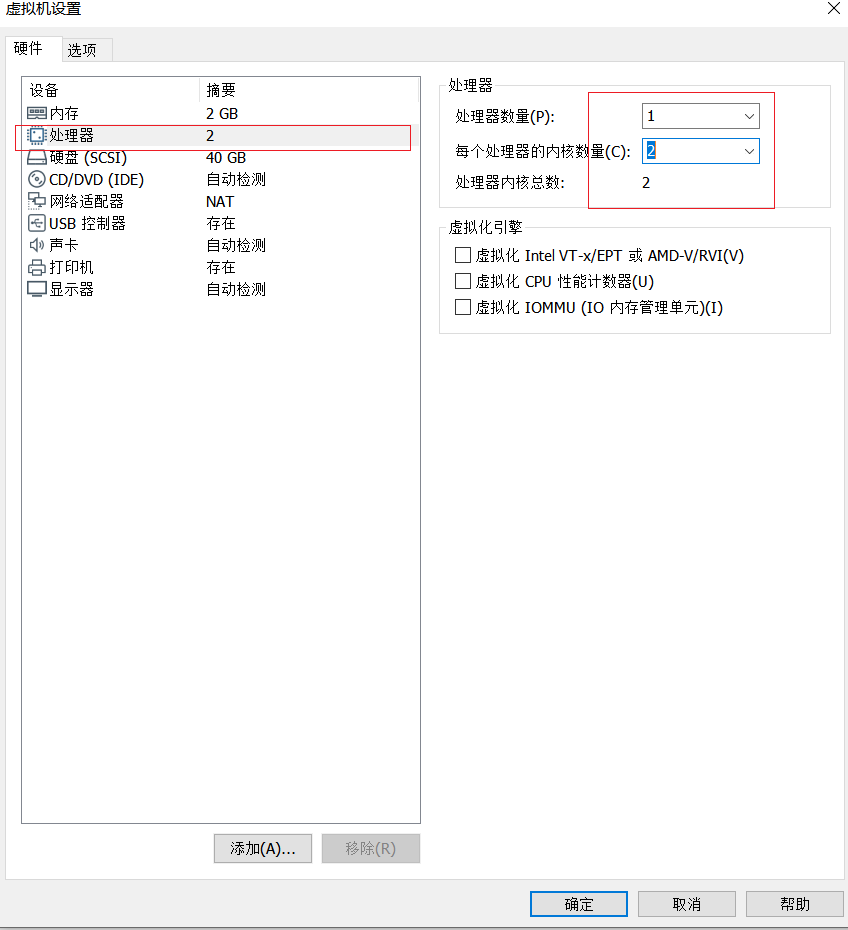 虚拟机设置
硬件 选项
设备 摘要
内存 2 GB
处理器 2
硬盘 (SCSI) 40 GB
CD/DVD (IDE) 自动检测
网络适配器 NAT
USB 控制器 存在
声卡 自动检测
打印机 存在
显示器 自动检测
添加(A)... 移除(R)
处理器
处理器数量(P): 1
每个处理器的内核数量(C): 2
处理器内核总数: 2
虚拟化引擎
虚拟化 Intel VT-x/EPT 或 AMD-V/RVI(V)
虚拟化 CPU 性能计数器(U)
虚拟化 IOMMU (IO 内存管理单元)(I)
确定 取消 帮助